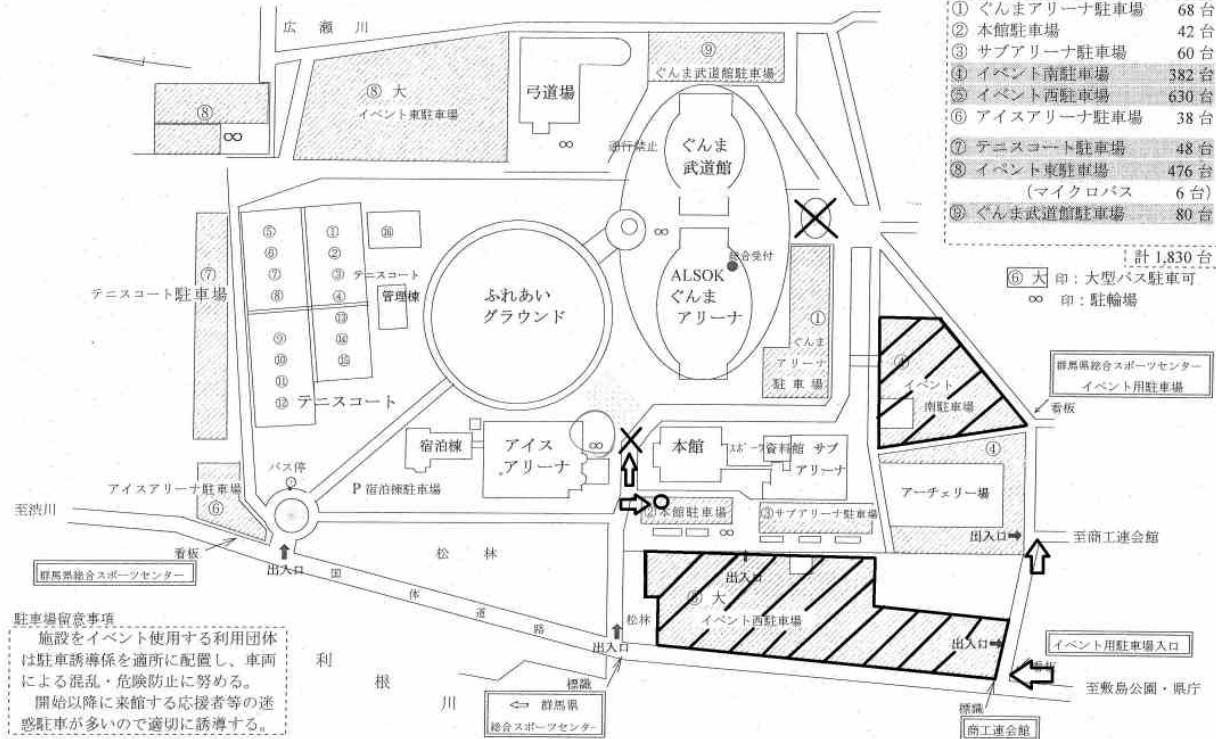 広瀬川
① ぐんまアリーナ駐車場 68台
② 本館駐車場 42台
③ サブアリーナ駐車場 60台
④ イベント南駐車場 382台
⑤ イベント西駐車場 630台
⑥ アイスアリーナ駐車場 38台
⑦ テニスコート駐車場 48台
⑧ イベント東駐車場 476台
(マイクロバス 6台)
⑨ ぐんま武道館駐車場 80台
計 1,830台
⑥ 大 印：大型バス駐車可
∞ 印：駐輪場
⑧
∞
⑧ 大
イベント東駐車場
弓道場
∞
⑨
ぐんま武道館駐車場
通行禁止
ぐんま
武道館
∞
総合受付
ALSOK
ぐんま
アリーナ
①
ぐんま
アリーナ
駐車場
⑦
テニスコート駐車場
⑤
⑥
⑦
⑧
①
②
③
④
⑯
テニスコート
管理棟
⑨
⑩
⑪
⑫
⑬
⑭
⑮
テニスコート
ふれあい
グラウンド
④
イベント
南駐車場
群馬県総合スポーツセンター
イベント用駐車場
看板
宿泊棟
アイス
アリーナ
∞
P 宿泊棟駐車場
本館
スポーツ資料館
サブ
アリーナ
④
アーチェリー場
出入口
至商工連会館
バス停
アイスアリーナ駐車場
⑥
至渋川
看板
群馬県総合スポーツセンター
出入口
松林
国体道路
②本館駐車場
③サブアリーナ駐車場
∞
出入口
⑤ 大
イベント西駐車場
松林
出入口
出入口
イベント用駐車場入口
看板
至敷島公園・県庁
標識
商工連会館
標識
⇦ 群馬県
総合スポーツセンター
利根川
駐車場留意事項
施設をイベント使用する利用団体
は駐車誘導係を適所に配置し、車両
による混乱・危険防止に努める。
開始以降に来館する応援者等の迷
惑駐車が多いので適切に誘導する。